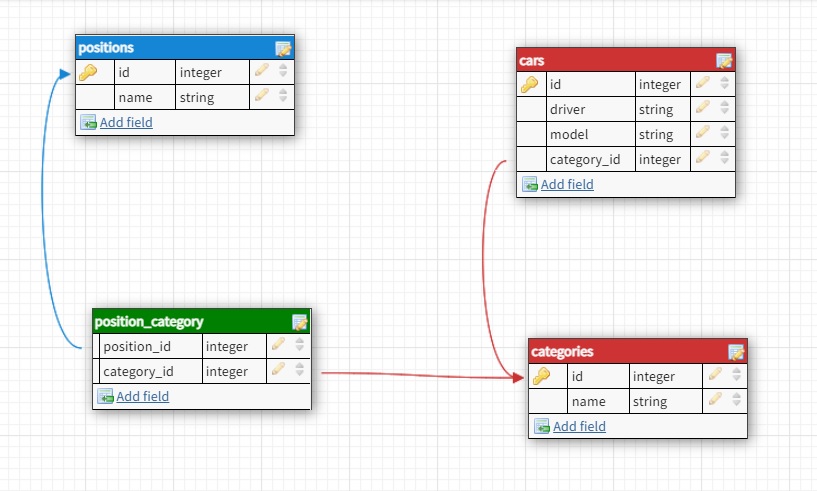 positions
id integer
name string
Add field
cars
id integer
driver string
model string
category_id integer
Add field
position_category
position_id integer
category_id integer
Add field
categories
id integer
name string
Add field